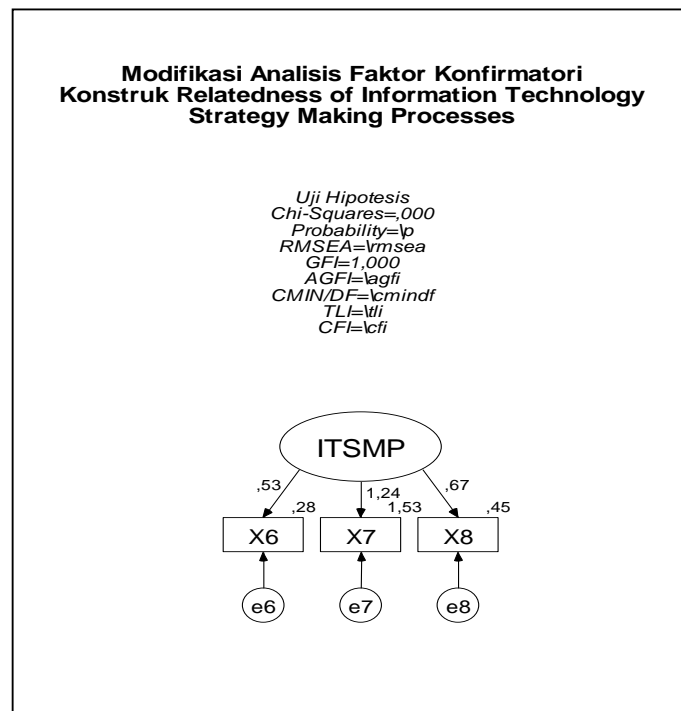 Modifikasi Analisis Faktor Konfirmatori
Konstruk Relatedness of Information Technology
Strategy Making Processes
Uji Hipotesis
Chi-Squares=,000
Probability=\p
RMSEA=\rmsea
GFI=1,000
AGFI=\agfi
CMIN/DF=\cmindf
TLI=\tli
CFI=\cfi
ITSMP
,53
1,24
,67
,28
1,53
,45
X6
X7
X8
e6
e7
e8